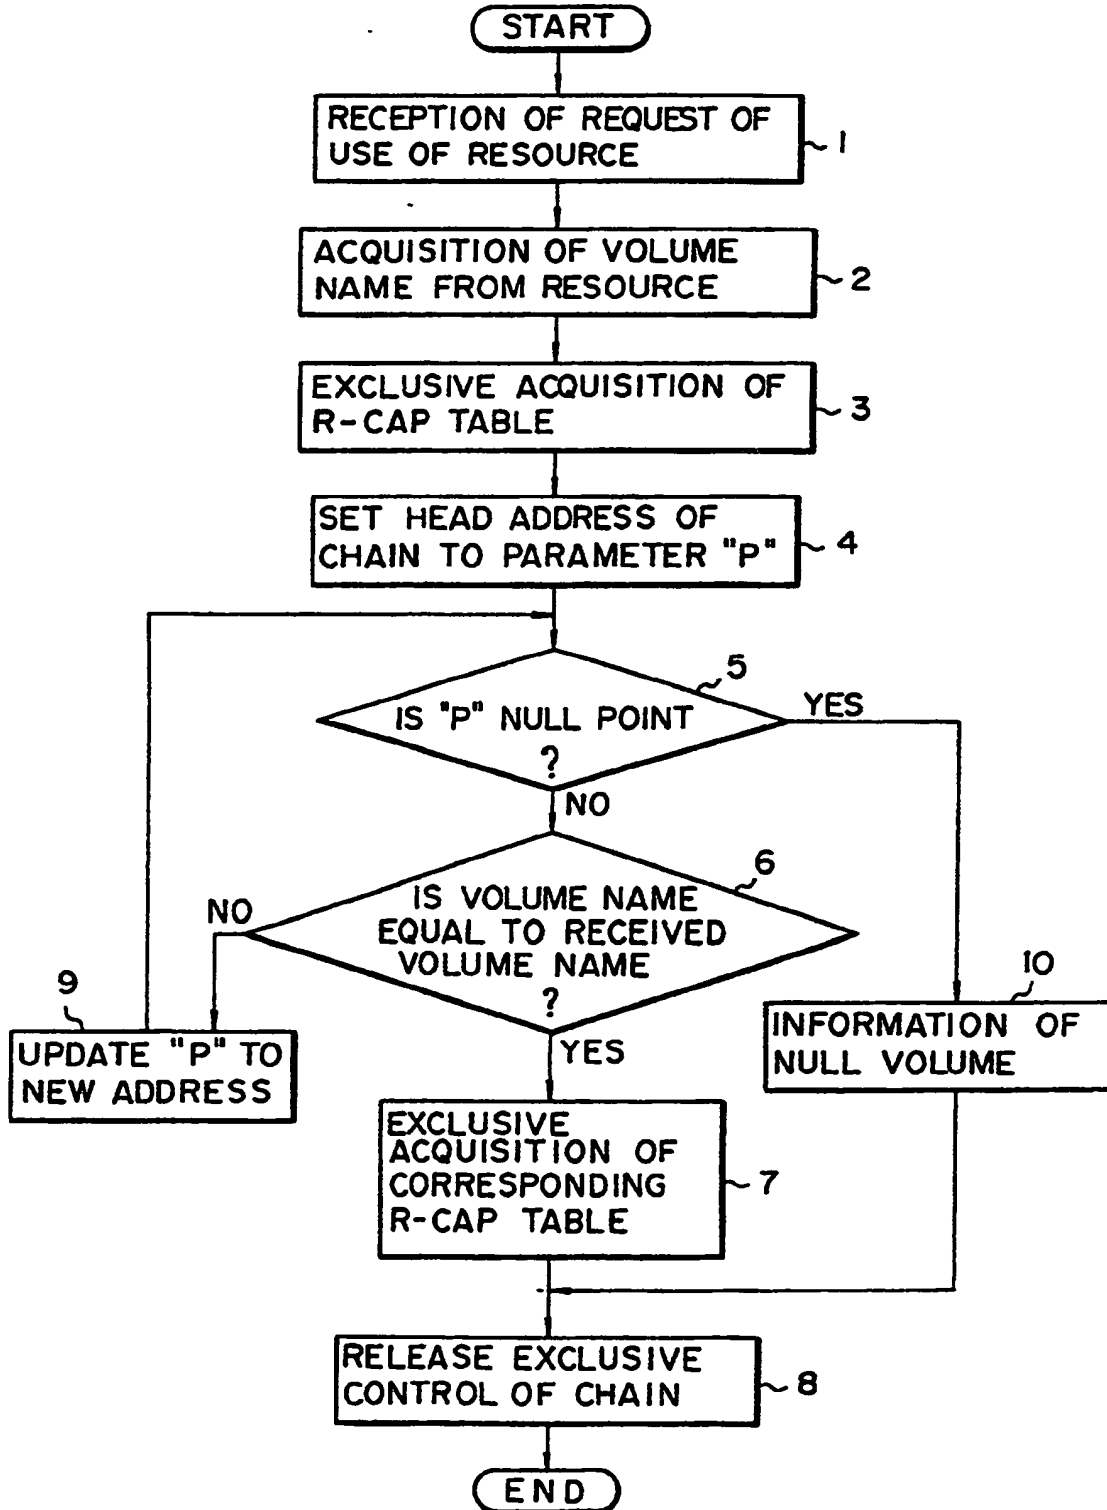 START
RECEPTION OF REQUEST OF
USE OF RESOURCE
1
ACQUISITION OF VOLUME
NAME FROM RESOURCE
2
EXCLUSIVE ACQUISITION OF
R-CAP TABLE
3
SET HEAD ADDRESS OF
CHAIN TO PARAMETER "P"
4
5
IS "P" NULL POINT
?
YES
NO
6
IS VOLUME NAME
EQUAL TO RECEIVED
VOLUME NAME
?
NO
YES
9
UPDATE "P" TO
NEW ADDRESS
10
INFORMATION OF
NULL VOLUME
EXCLUSIVE
ACQUISITION OF
CORRESPONDING
R-CAP TABLE
7
RELEASE EXCLUSIVE
CONTROL OF CHAIN
8
END